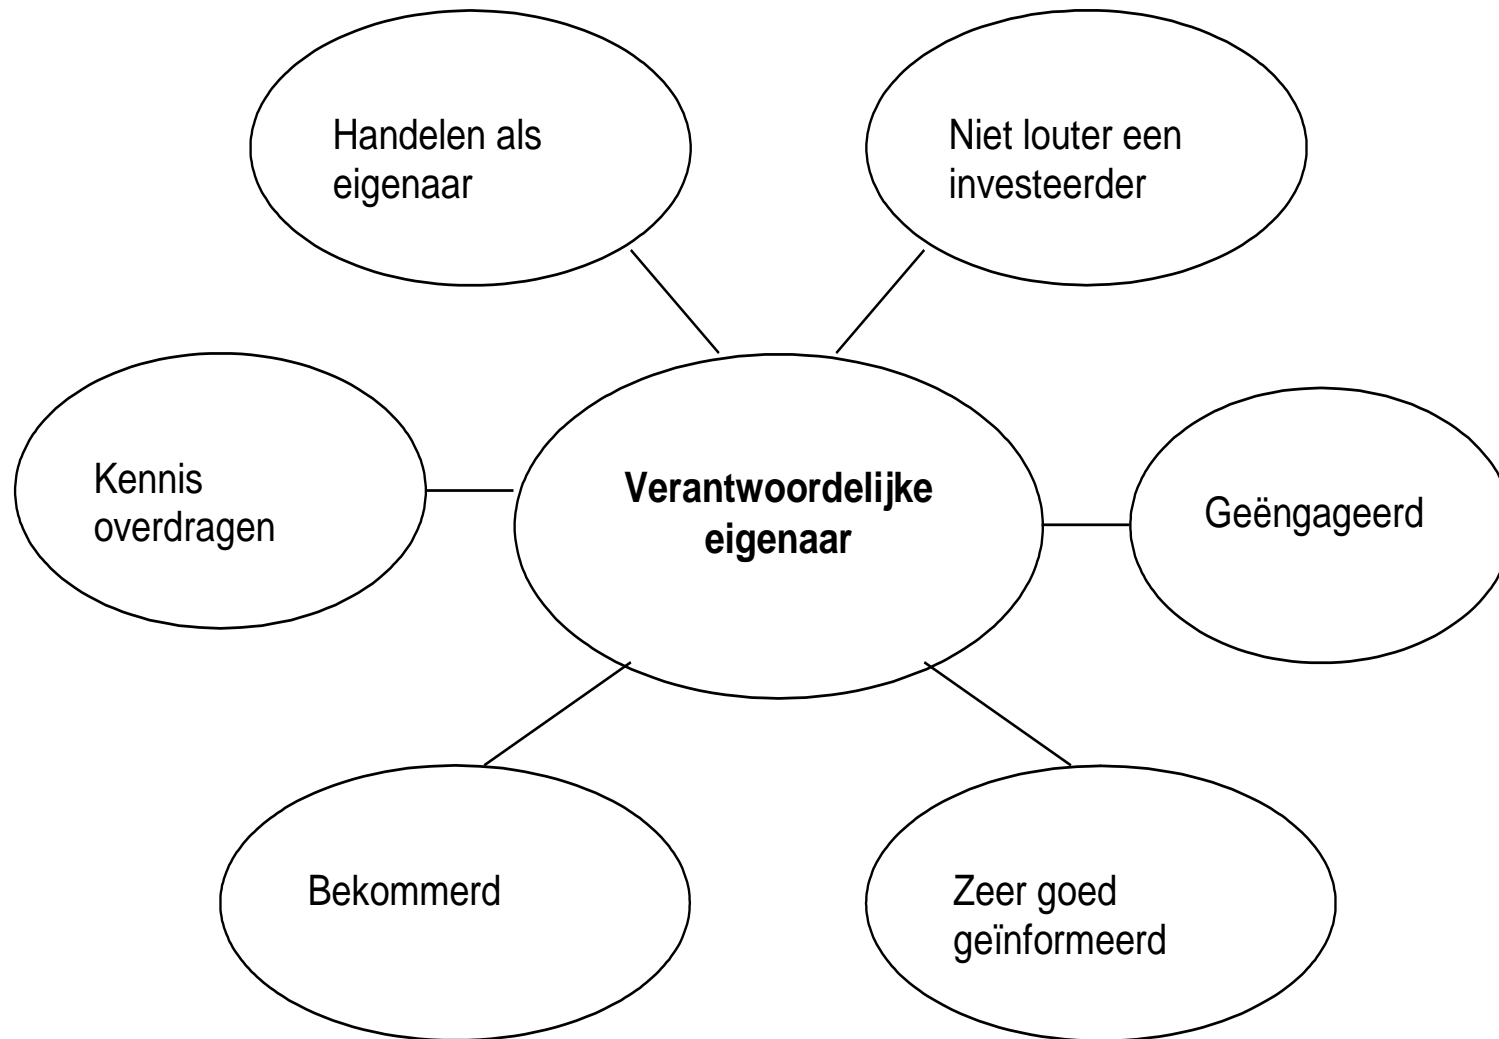 Handelen als
eigenaar
Niet louter een
investeerder
Kennis
overdragen
Verantwoordelijke
eigenaar
Geëngageerd
Bekommerd
Zeer goed
geïnformeerd